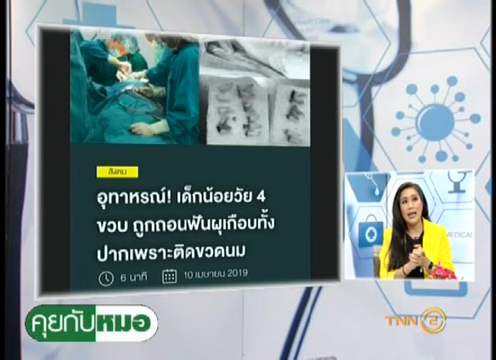 สังคม
อุทาหรณ์! เด็กน้อยวัย 4
ขวบ ถูกถอนฟันผุเกือบทั้ง
ปากเพราะติดขวดนม
6 นาที
10 เมษายน 2019
MEDICAL
คุยกับหมอ
TNN 2